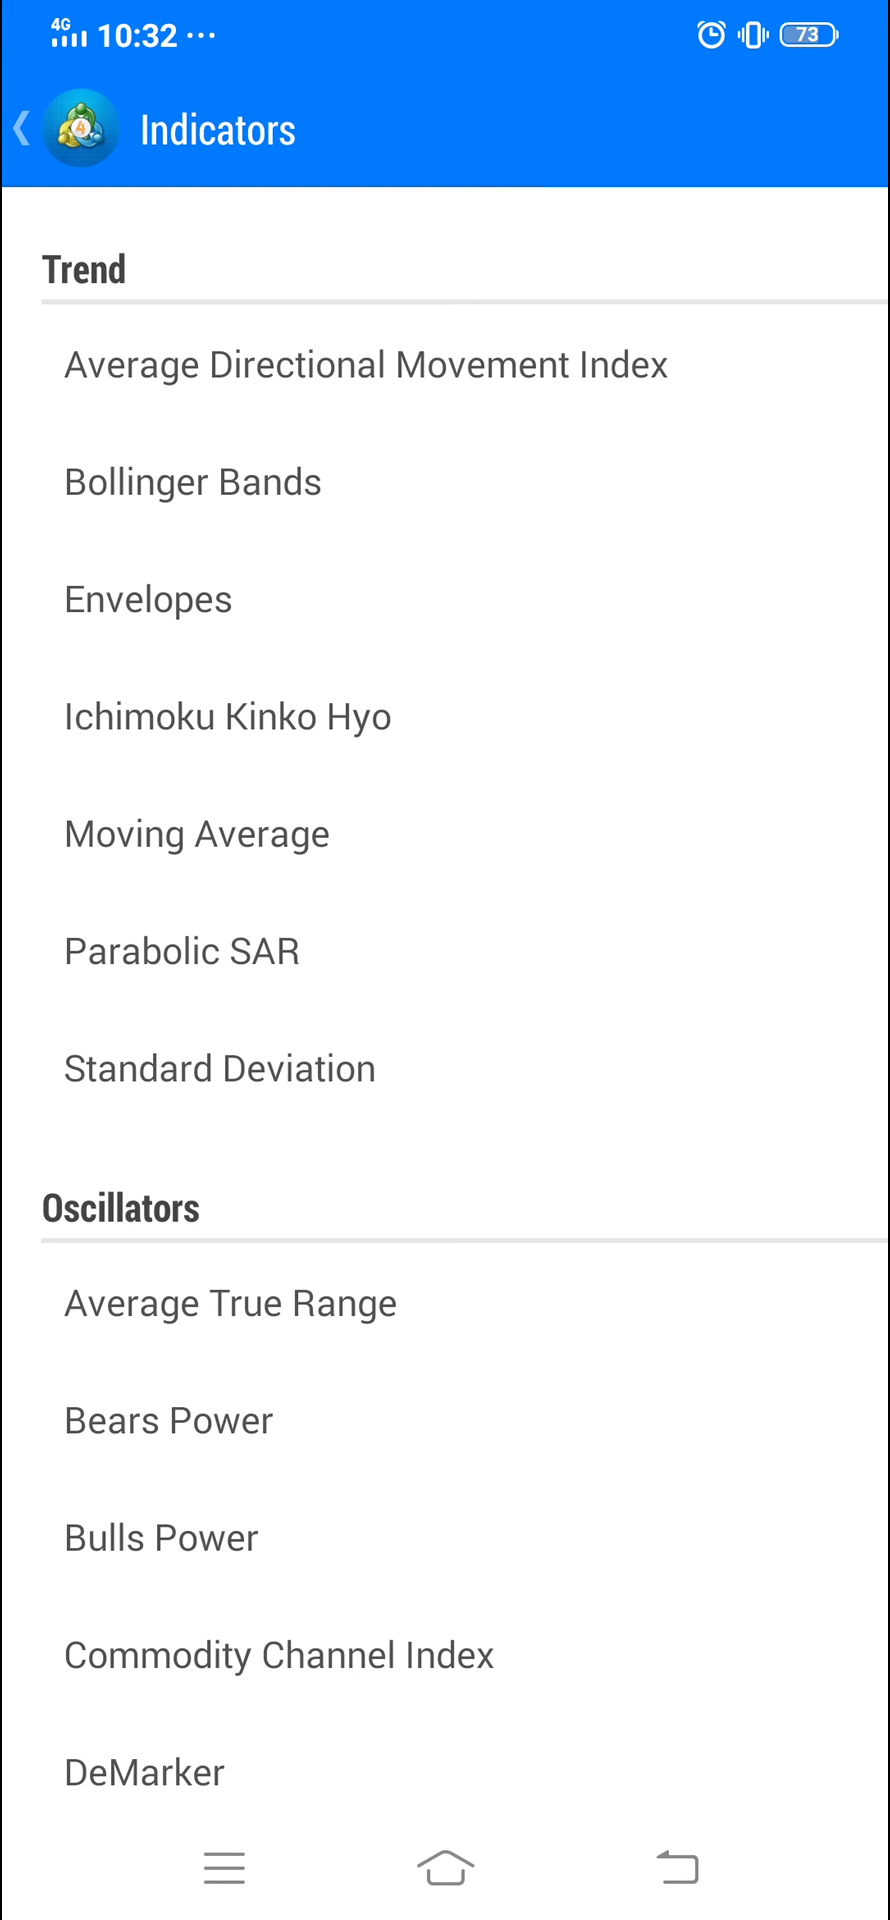 4G
10:32 ...
73
4
Indicators
Trend
Average Directional Movement Index
Bollinger Bands
Envelopes
Ichimoku Kinko Hyo
Moving Average
Parabolic SAR
Standard Deviation
Oscillators
Average True Range
Bears Power
Bulls Power
Commodity Channel Index
DeMarker